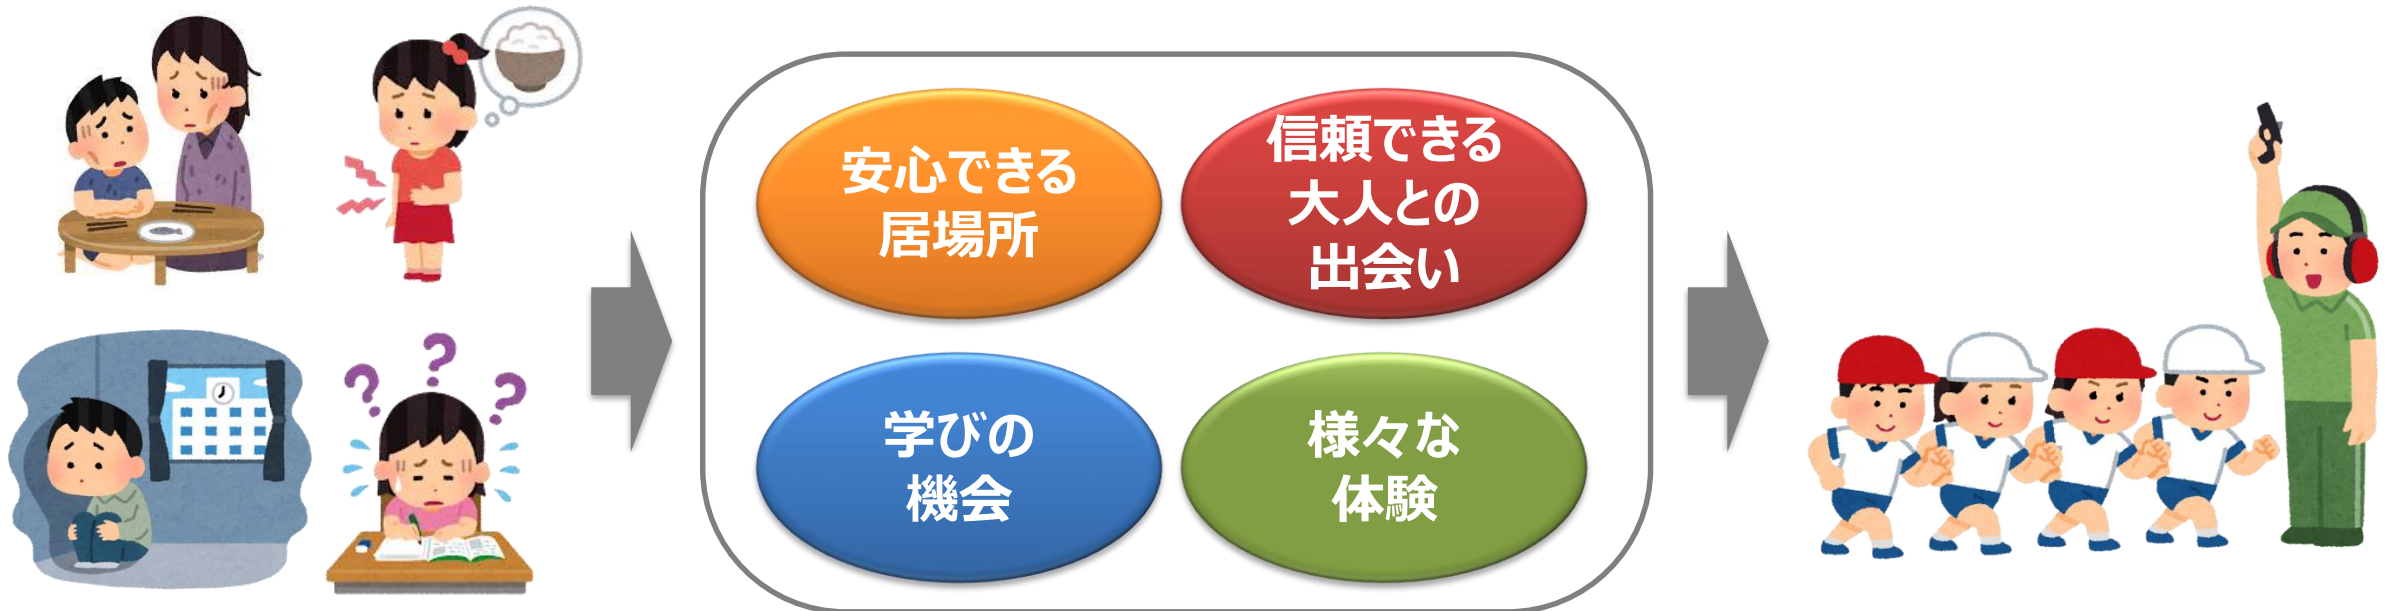 安心できる
居場所
信頼できる
大人との
出会い
学びの
機会
様々な
体験